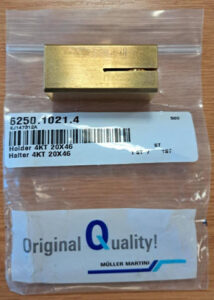 6250.1021.4
Holder 4KT 20X46
Halter 4KT 20X46
Original Quality!
MÜLLER MARTINI